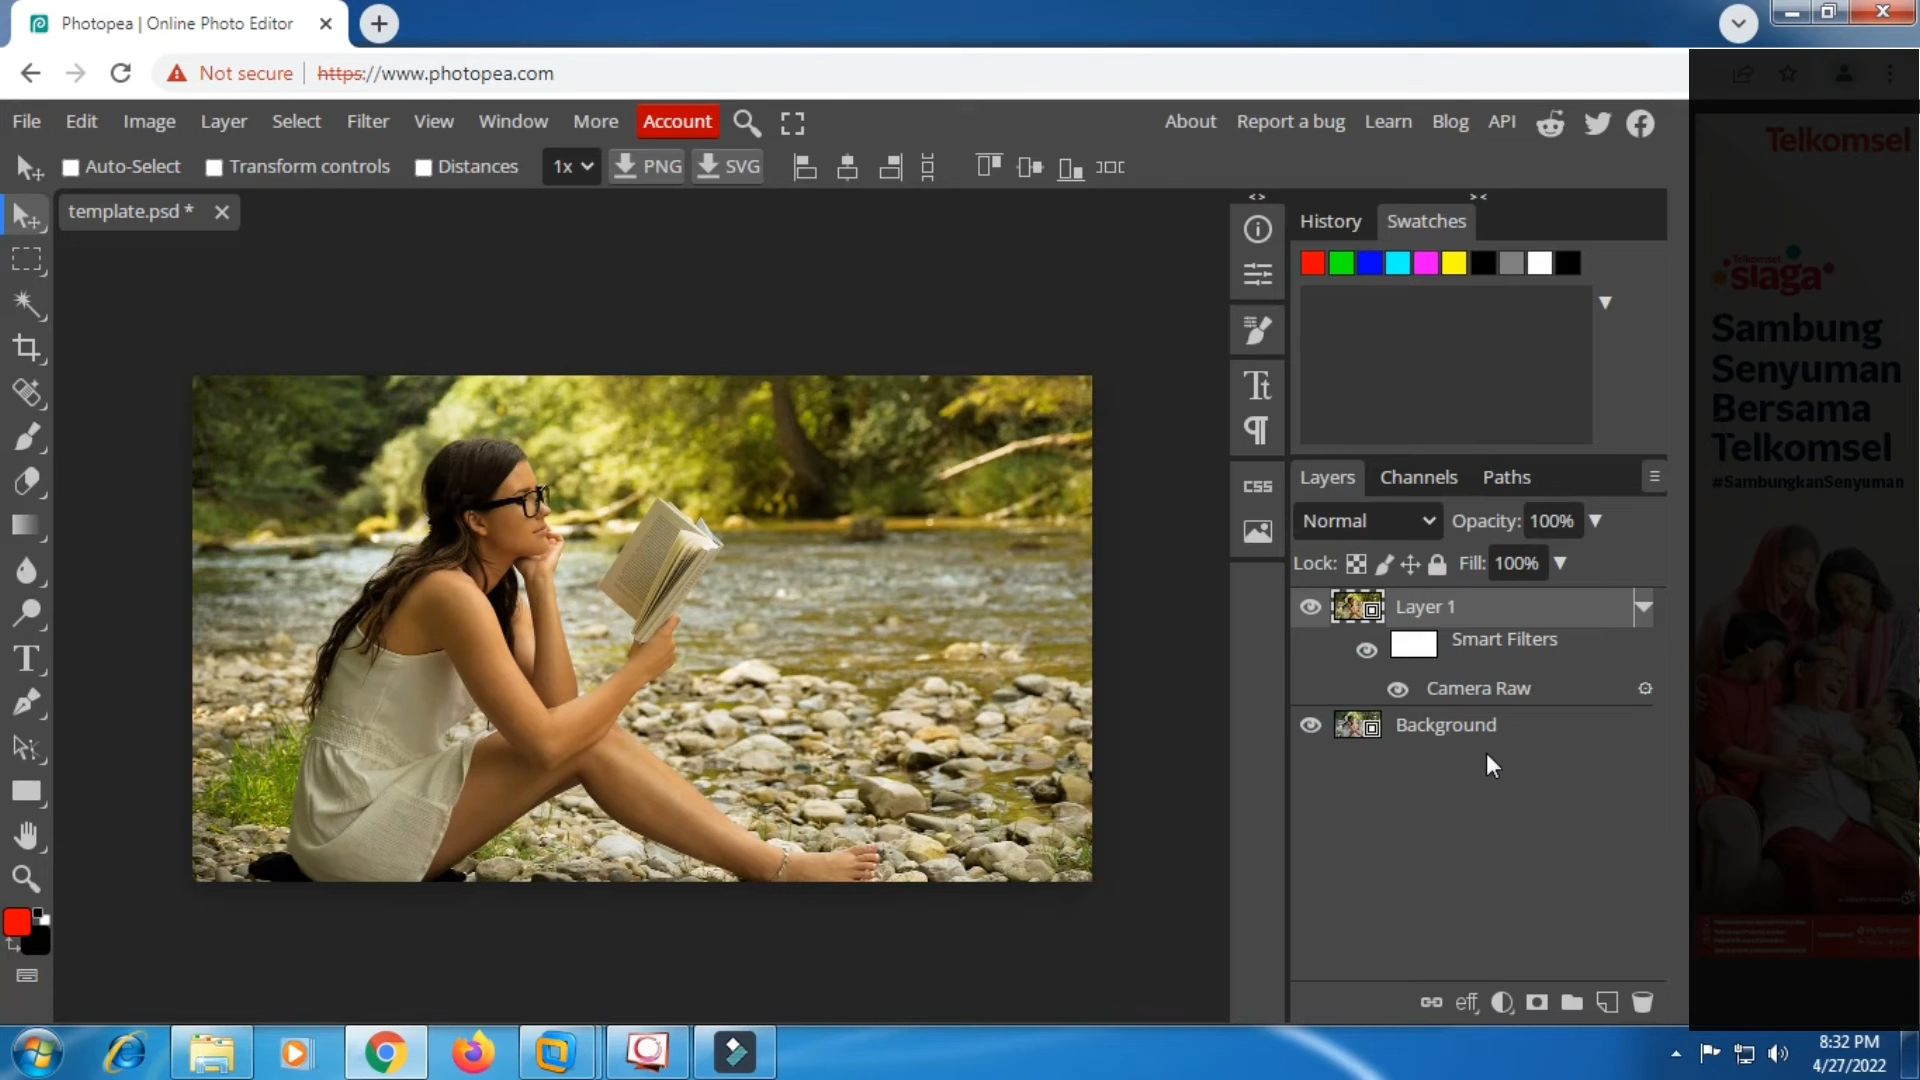 Photopea | Online Photo Editor
Not secure
https://www.photopea.com
File Edit Image Layer Select Filter View Window More Account
About Report a bug Learn Blog API
Auto-Select Transform controls Distances 1x PNG SVG
template.psd *
History Swatches
CSS
Layers Channels Paths
Normal Opacity: 100%
Lock: Fill: 100%
Layer 1
Smart Filters
Camera Raw
Background
eff
Telkomsel
Telkomsel
siaga
Sambung
Senyuman
Bersama
Telkomsel
#SambungkanSenyuman
8:32 PM
4/27/2022